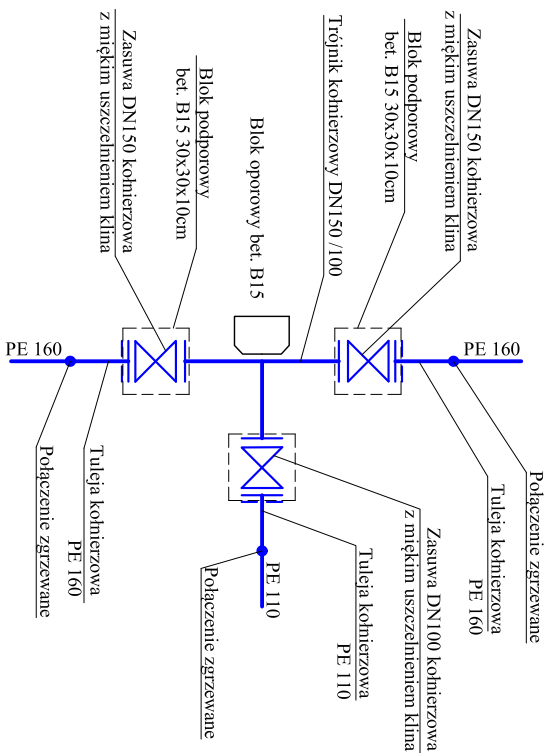 Zasuwa DN150 kołnierzowa
z miękim uszczelnieniem klina
Blok podporowy
bet. B15 30x30x10cm
Trójnik kołnierzowy DN150 /100
Blok oporowy bet. B15
Blok podporowy
bet. B15 30x30x10cm
Zasuwa DN150 kołnierzowa
z miękim uszczelnieniem klina
PE 160
PE 160
Połączenie zgrzewane
Tuleja kołnierzowa
PE 160
Zasuwa DN100 kołnierzowa
z miękim uszczelnieniem klina
Tuleja kołnierzowa
PE 110
PE 110
Połączenie zgrzewane
Tuleja kołnierzowa
PE 160
Połączenie zgrzewane